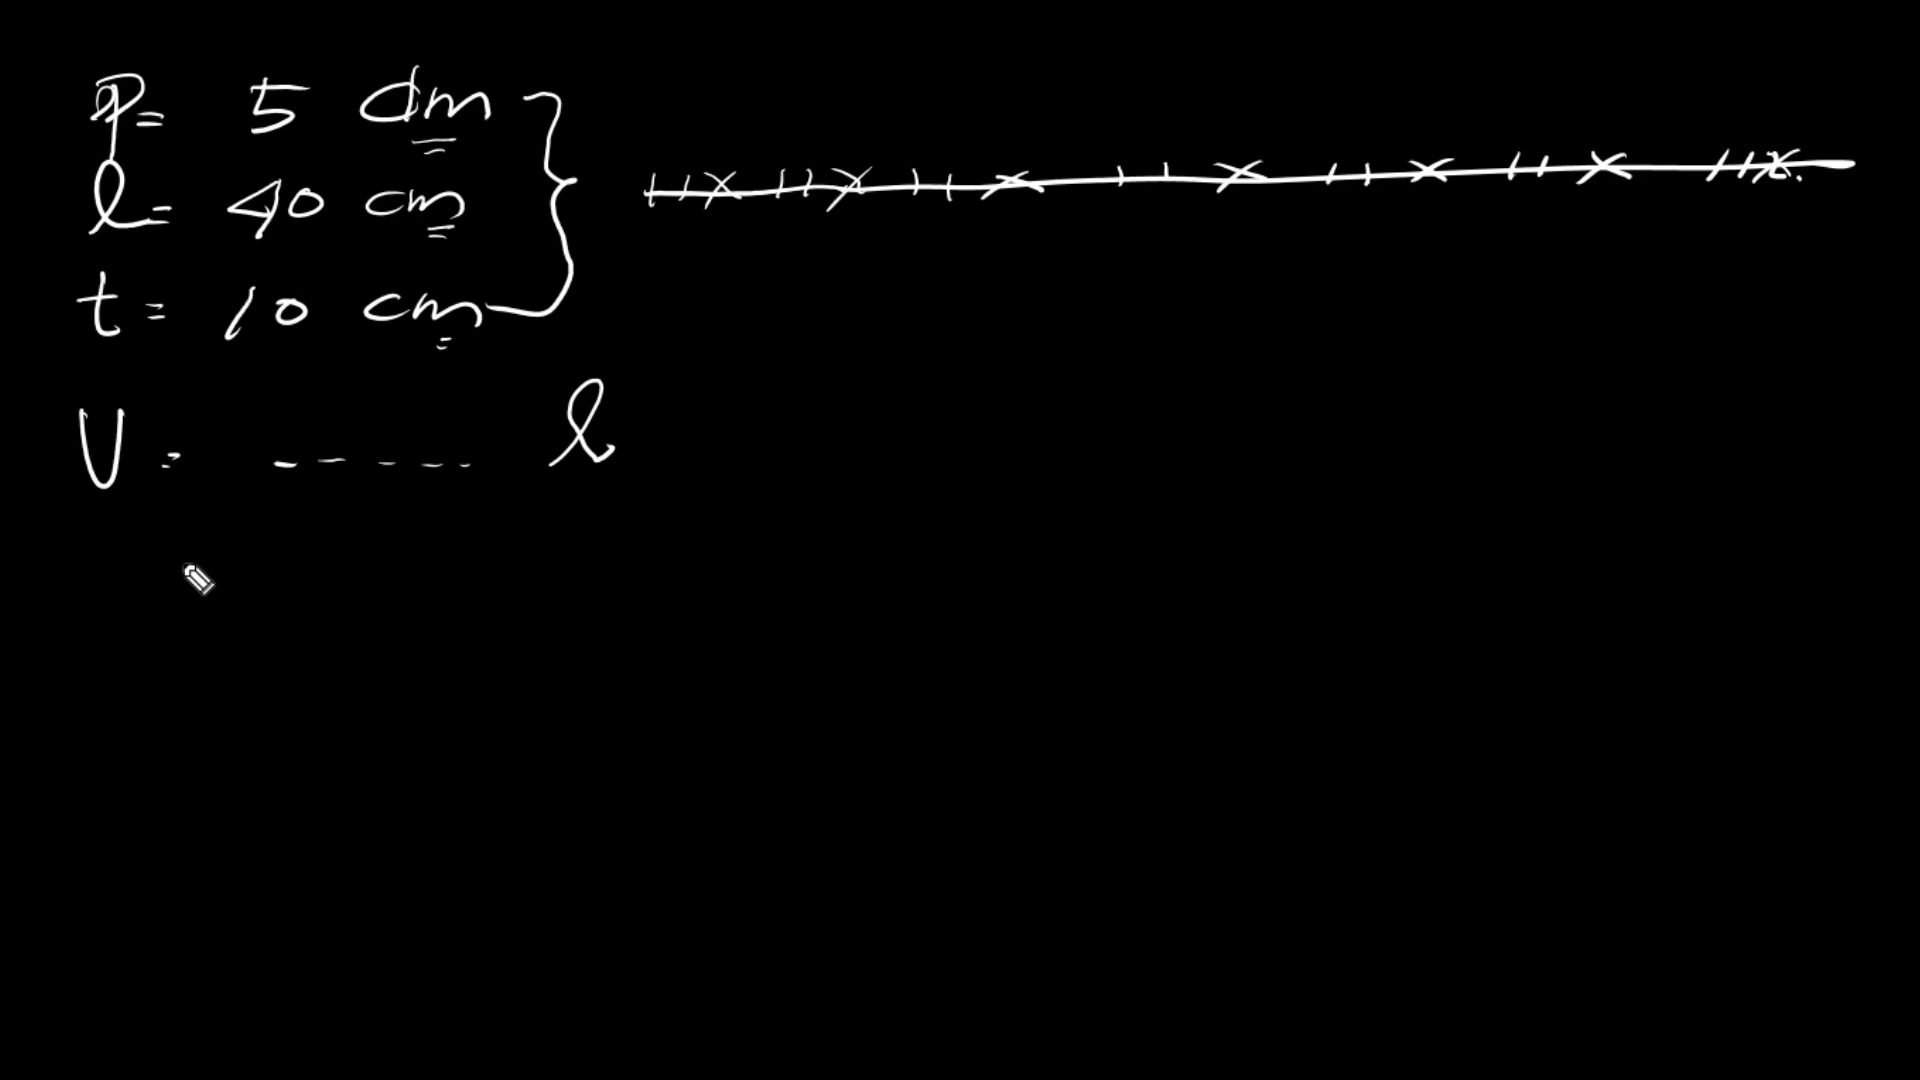 p= 5 dm
l= 40 cm
t= 10 cm
V = ----- l